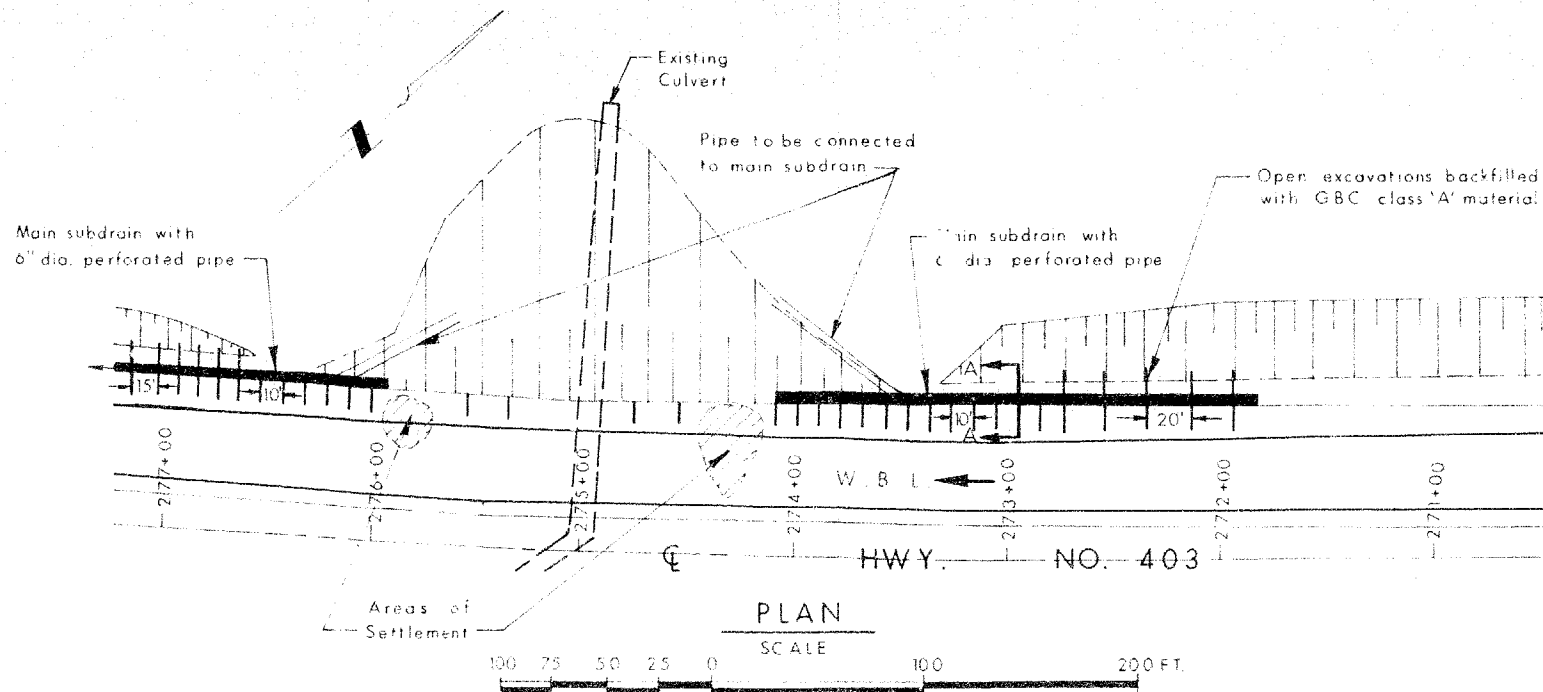 Existing
Culvert
Pipe to be connected
to main subdrain
Open excavations backfilled
with GBC class 'A' material
Main subdrain with
6" dia. perforated pipe
Main subdrain with
dia perforated pipe
15'
10'
A
10'
A
20'
277+00
276+00
275+00
274+00
273+00
272+00
271+00
W. B. L.
℄ HWY. NO. 403
Areas of
Settlement
PLAN
SCALE
100 75 50 25 0 100 200 FT.